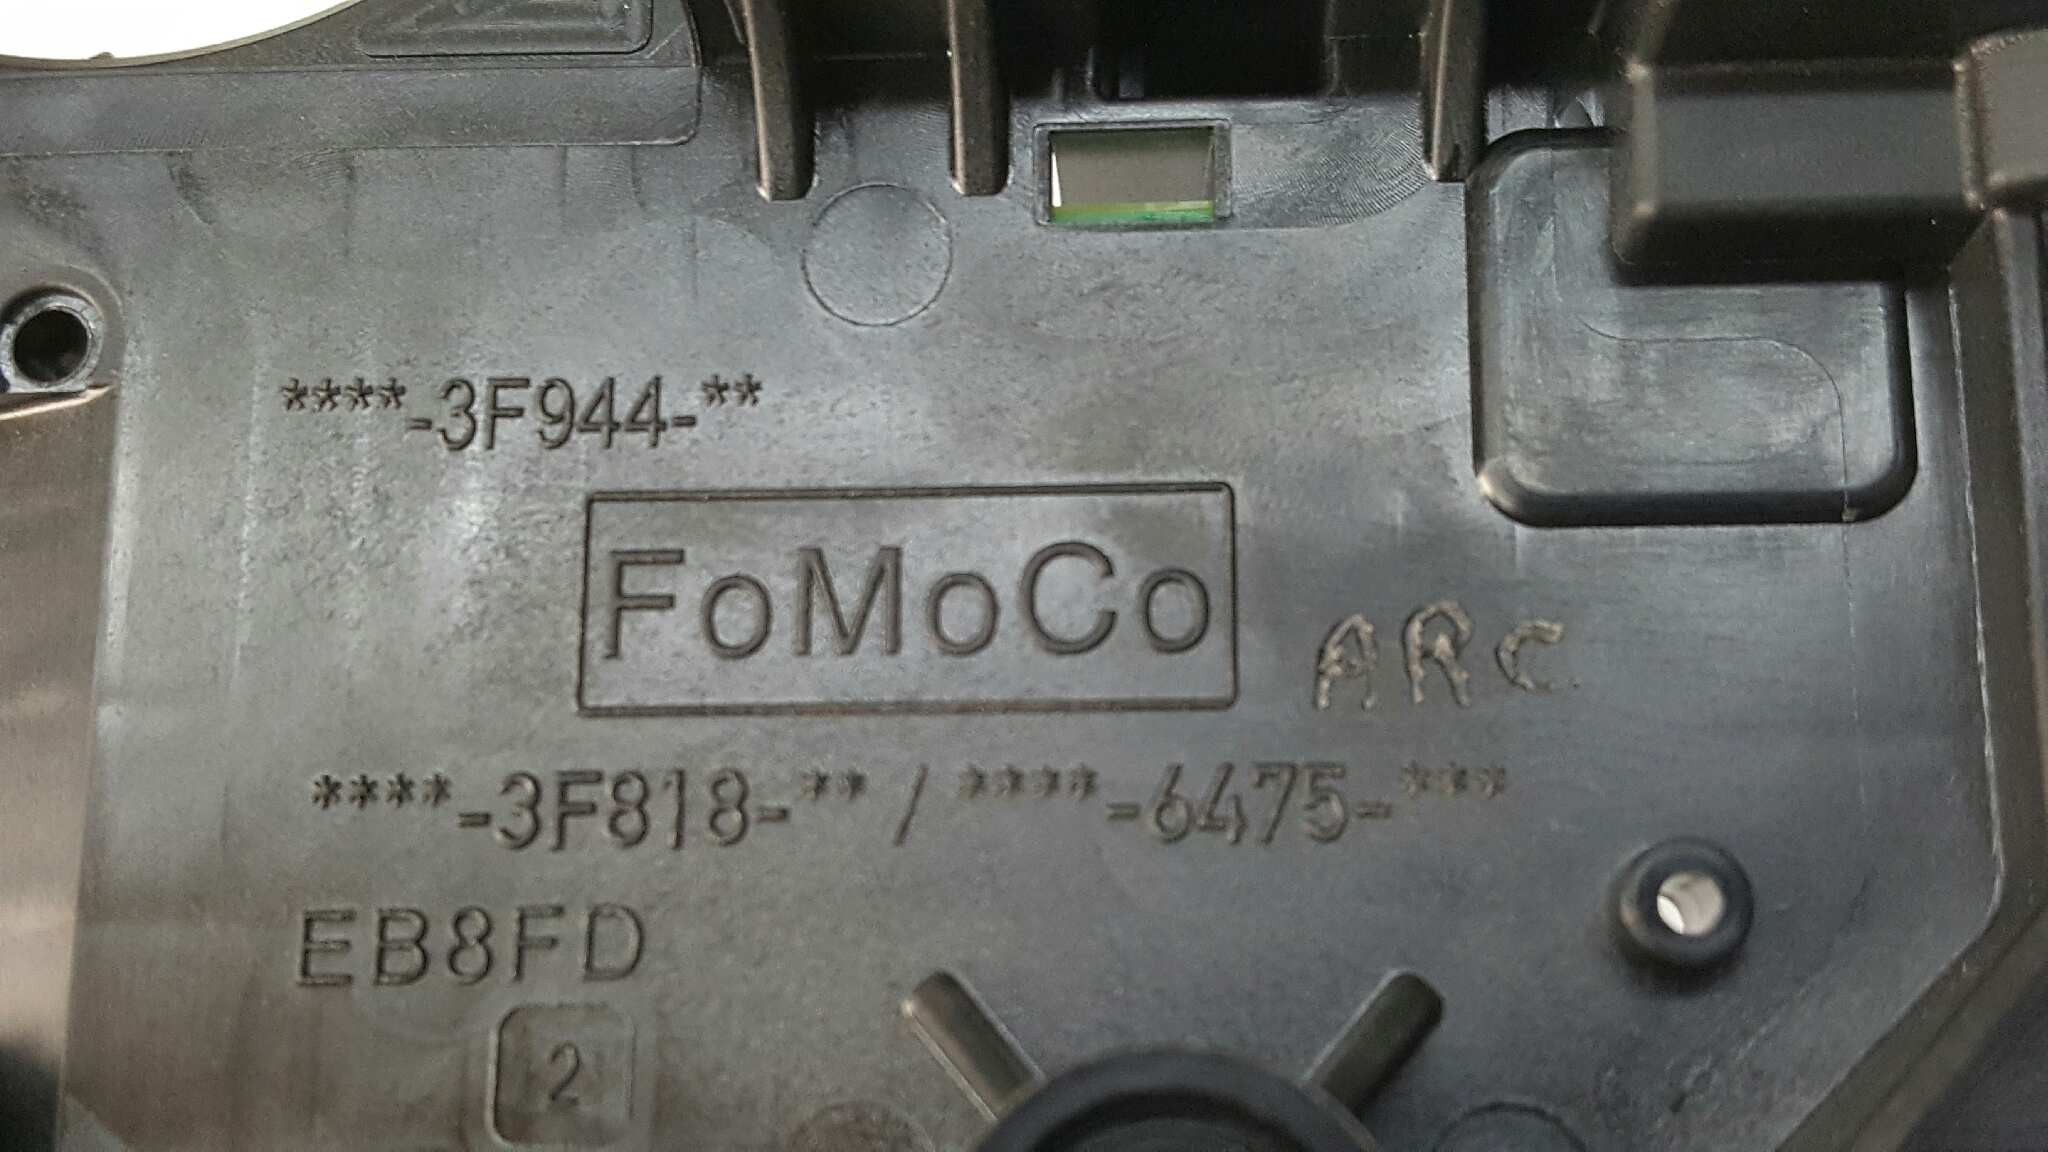 ****-3F944-**
FoMoCo
ARC
****-3F818-** / ****-6475-***
EB8FD
2